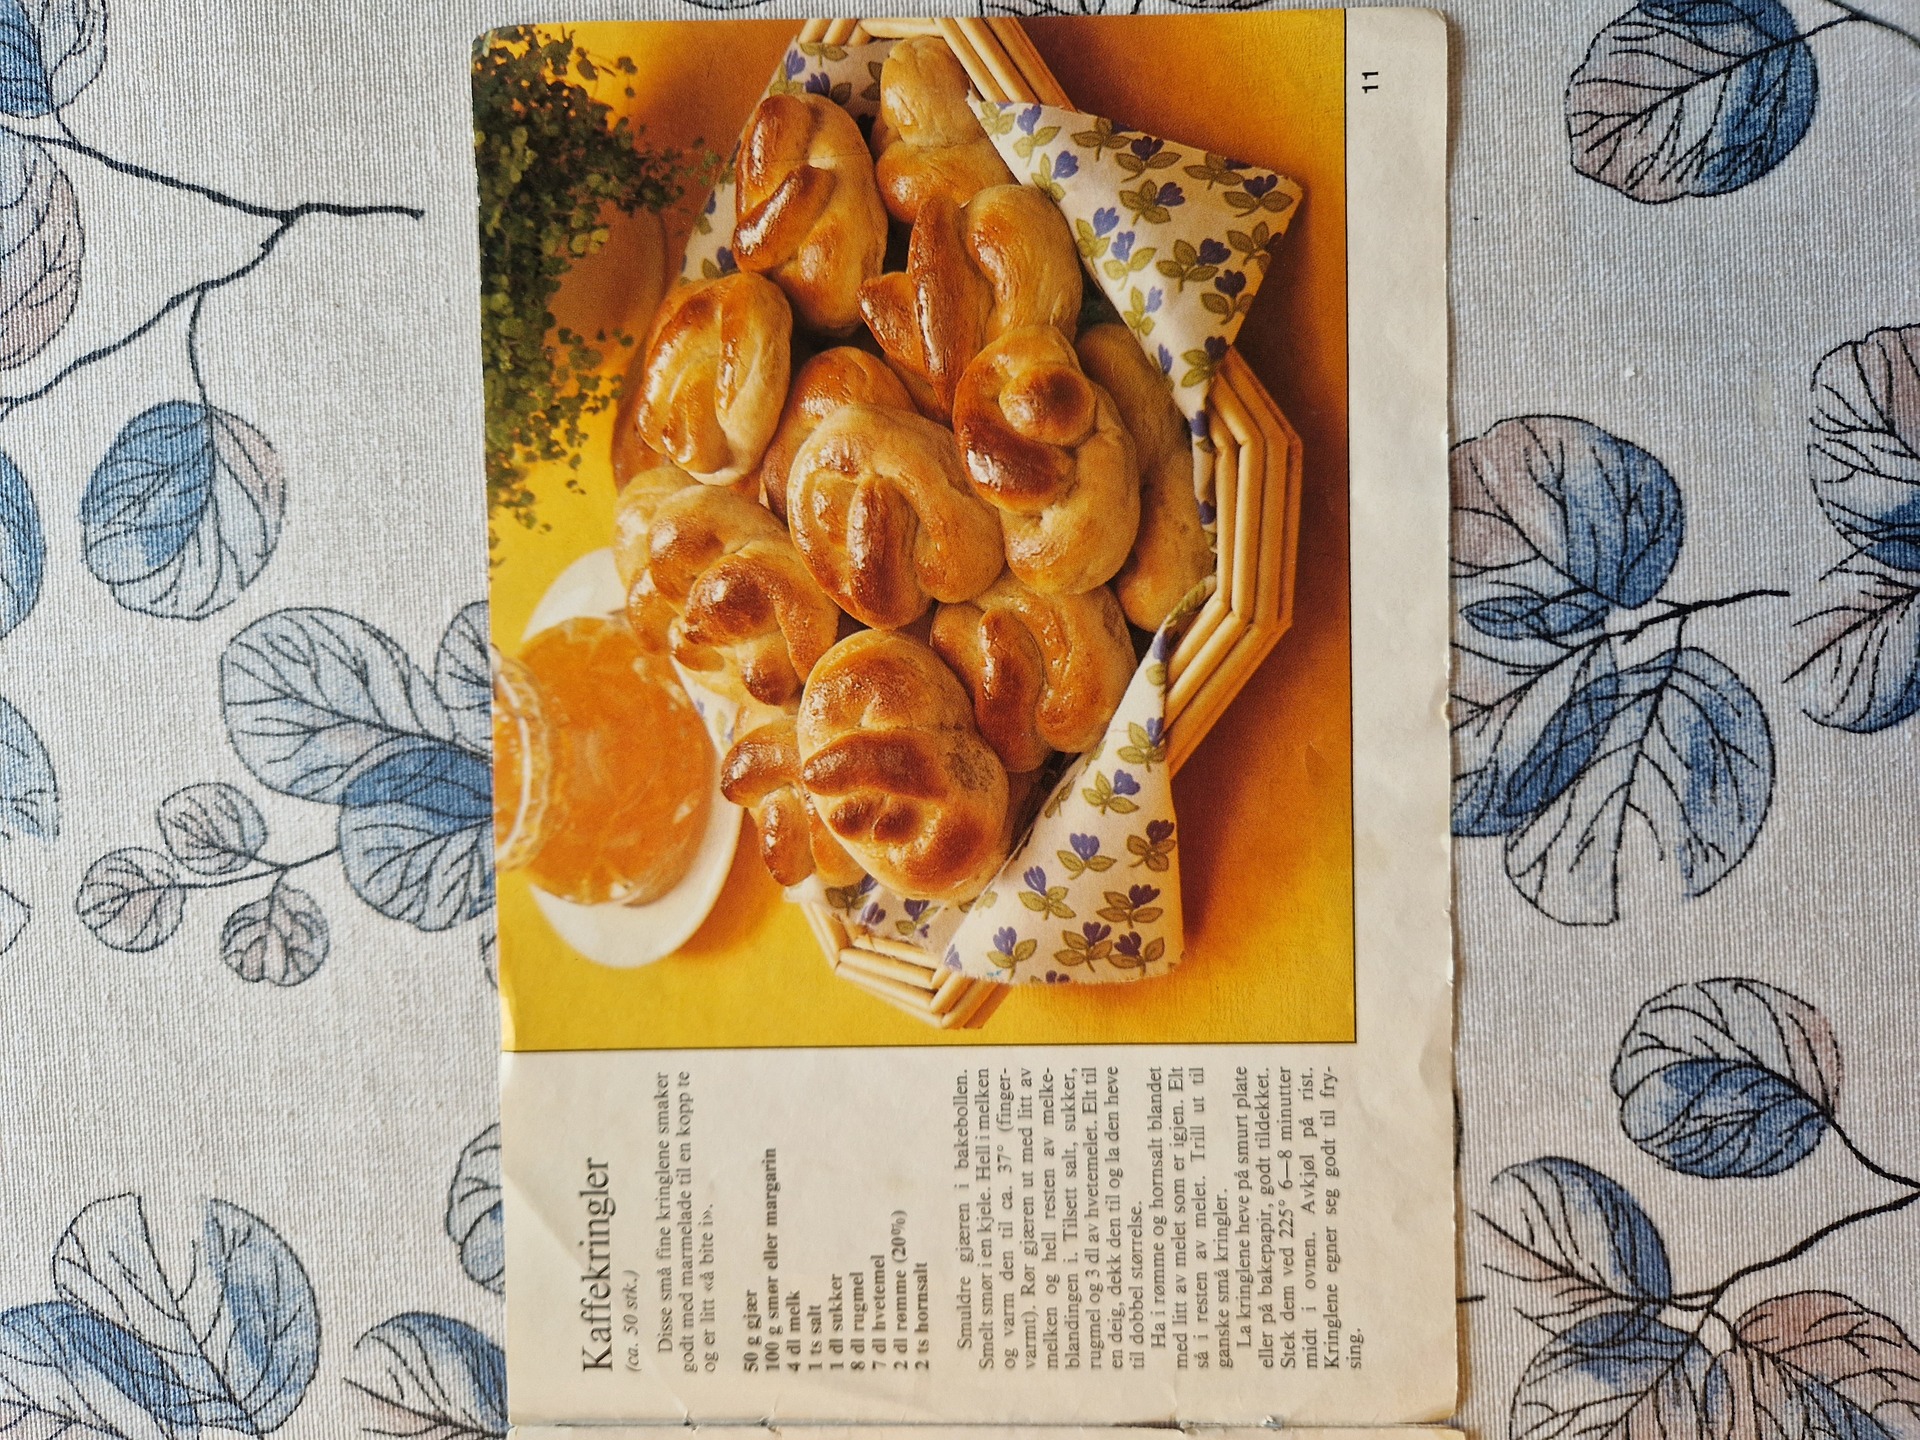 Kaffekringler
(ca. 50 stk.)
Disse små fine kringlene smaker
godt med marmelade til en kopp te
og er litt «å bite i».
50 g gjær
100 g smør eller margarin
4 dl melk
1 ts salt
1 dl sukker
8 dl rugmel
7 dl hvetemel
2 dl rømme (20%)
2 ts hornsalt
Smuldre gjæren i bakebollen.
Smelt smør i en kjele. Hell i melken
og varm den til ca. 37° (finger-
varmt). Rør gjæren ut med litt av
melken og hell resten av melke-
blandingen i. Tilsett salt, sukker,
rugmel og 3 dl av hvetemelet. Elt til
en deig, dekk den til og la den heve
til dobbel størrelse.
Ha i rømme og hornsalt blandet
med litt av melet som er igjen. Elt
så i resten av melet. Trill ut til
ganske små kringler.
La kringlene heve på smurt plate
eller på bakepapir, godt tildekket.
Stek dem ved 225° 6—8 minutter
midt i ovnen. Avkjøl på rist.
Kringlene egner seg godt til fry-
sing.
11